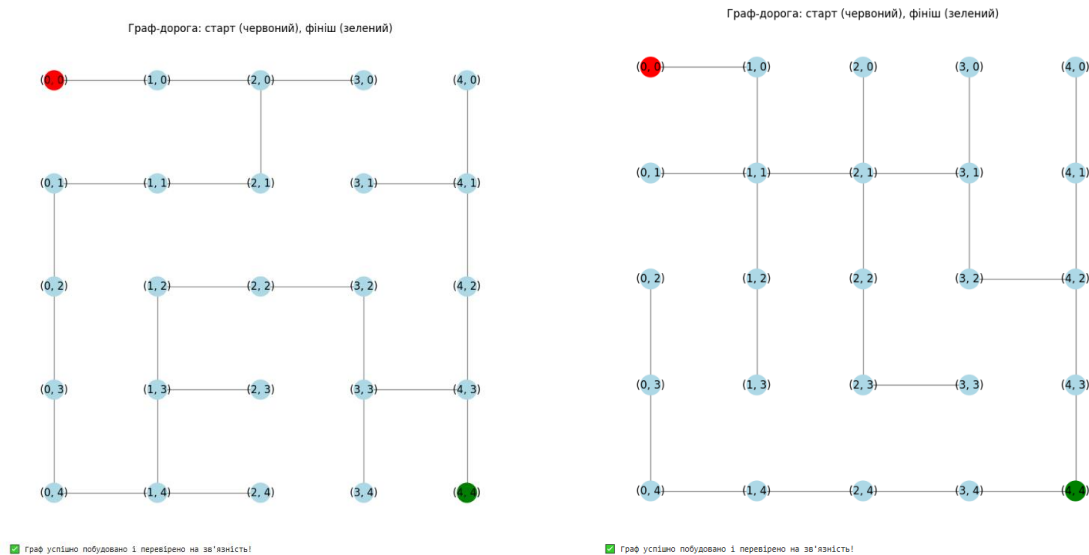 Граф-дорога: старт (червоний), фініш (зелений)
(0, 0) (1, 0) (2, 0) (3, 0) (4, 0)
(0, 1) (1, 1) (2, 1) (3, 1) (4, 1)
(0, 2) (1, 2) (2, 2) (3, 2) (4, 2)
(0, 3) (1, 3) (2, 3) (3, 3) (4, 3)
(0, 4) (1, 4) (2, 4) (3, 4) (4, 4)
✅ Граф успішно побудовано і перевірено на зв'язність!
Граф-дорога: старт (червоний), фініш (зелений)
(0, 0) (1, 0) (2, 0) (3, 0) (4, 0)
(0, 1) (1, 1) (2, 1) (3, 1) (4, 1)
(0, 2) (1, 2) (2, 2) (3, 2) (4, 2)
(0, 3) (1, 3) (2, 3) (3, 3) (4, 3)
(0, 4) (1, 4) (2, 4) (3, 4) (4, 4)
✅ Граф успішно побудовано і перевірено на зв'язність!